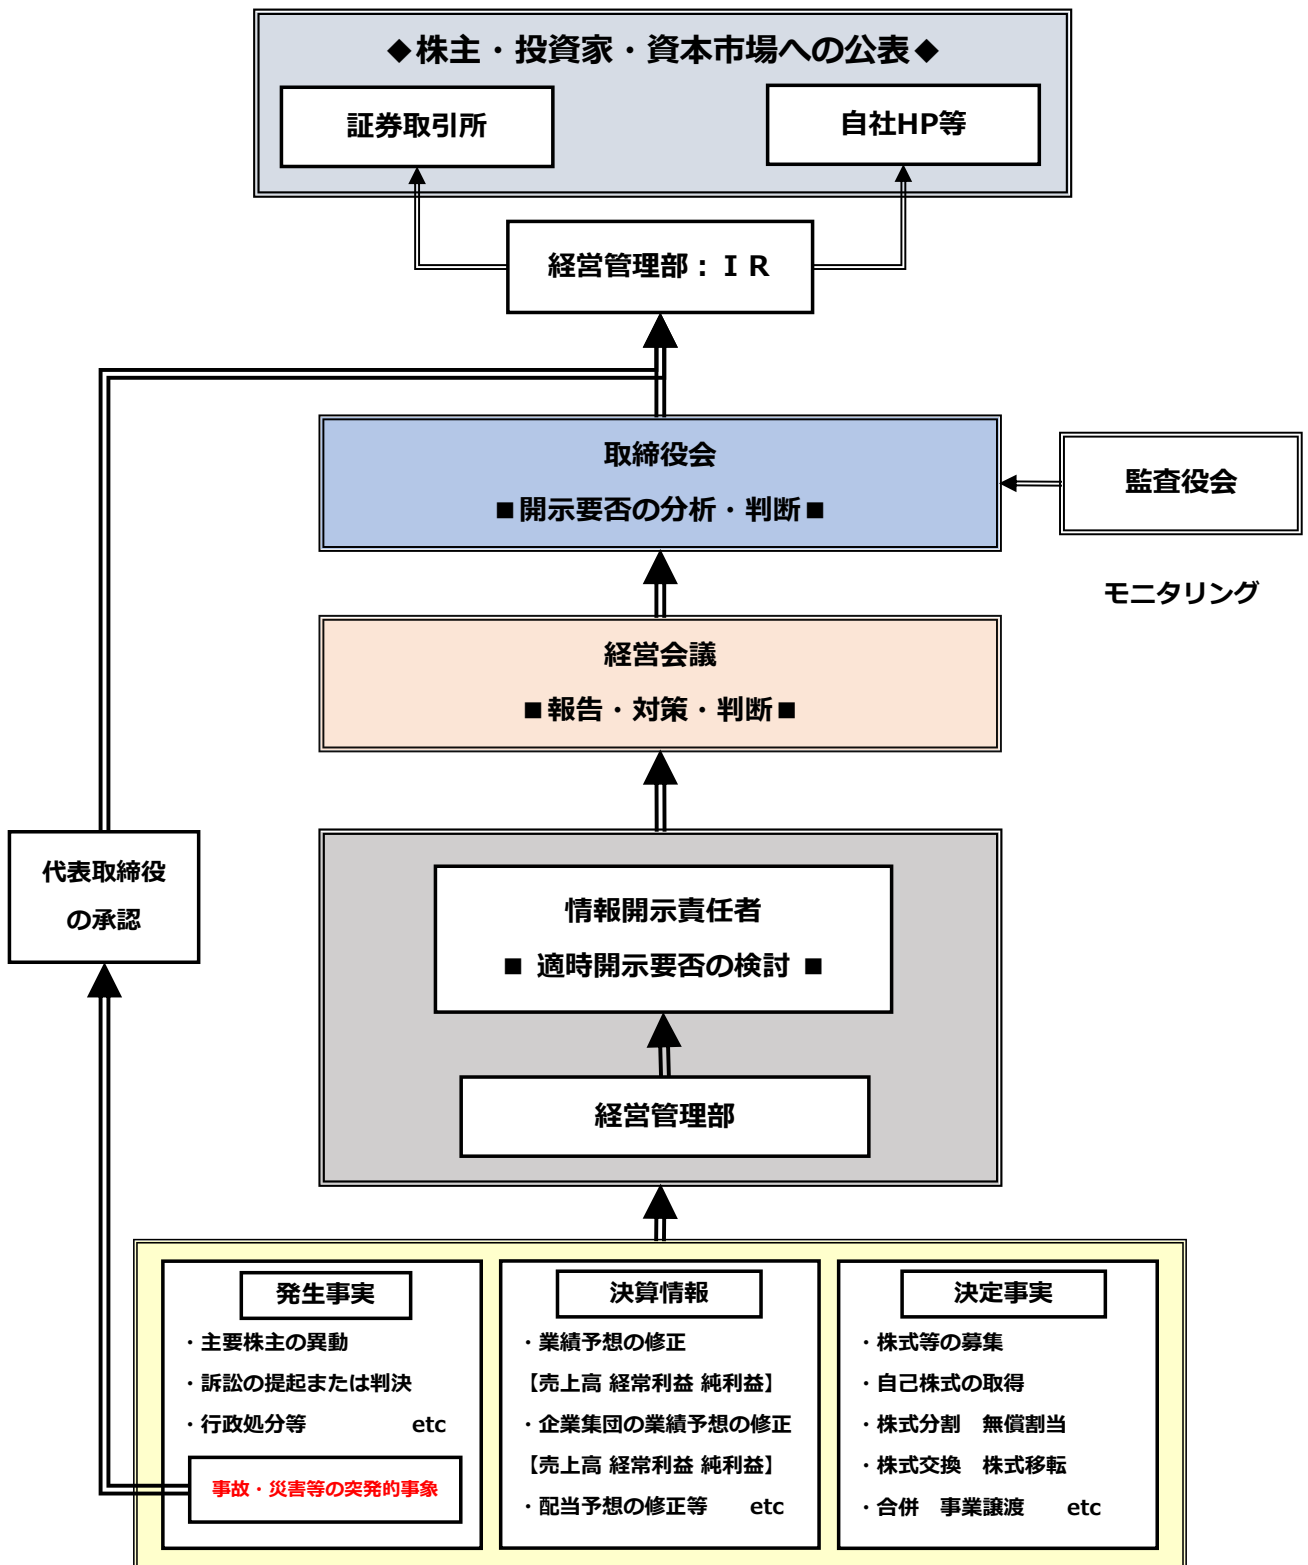 ◆株主・投資家・資本市場への公表◆
証券取引所
自社HP等
経営管理部：ＩＲ
取締役会
■開示要否の分析・判断■
監査役会
モニタリング
経営会議
■報告・対策・判断■
代表取締役
の承認
情報開示責任者
■ 適時開示要否の検討 ■
経営管理部
発生事実
・主要株主の異動
・訴訟の提起または判決
・行政処分等 etc
事故・災害等の突発的事象
決算情報
・業績予想の修正
【売上高 経常利益 純利益】
・企業集団の業績予想の修正
【売上高 経常利益 純利益】
・配当予想の修正等 etc
決定事実
・株式等の募集
・自己株式の取得
・株式分割 無償割当
・株式交換 株式移転
・合併 事業譲渡 etc